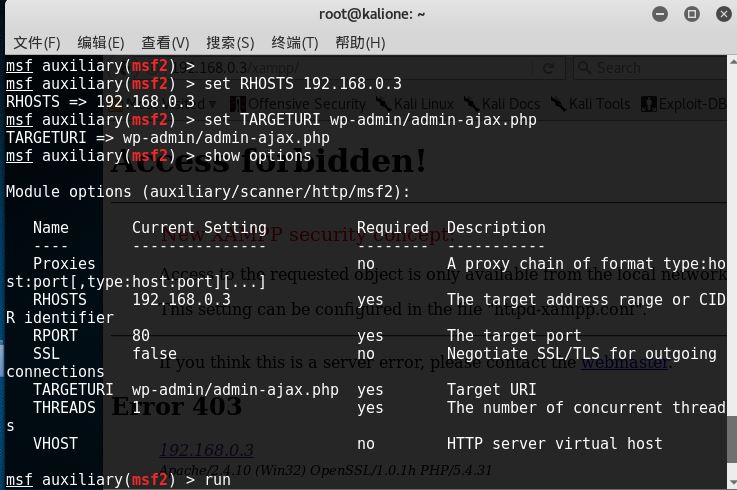 root@kalione: ~
文件(F) 编辑(E) 查看(V) 搜索(S) 终端(T) 帮助(H)
192.168.0.3/xampp/ Search
Offensive Security Kali Linux Kali Docs Kali Tools Exploit-DB
msf auxiliary(msf2) >
msf auxiliary(msf2) > set RHOSTS 192.168.0.3
RHOSTS => 192.168.0.3
msf auxiliary(msf2) > set TARGETURI wp-admin/admin-ajax.php
TARGETURI => wp-admin/admin-ajax.php
msf auxiliary(msf2) > show options
Module options (auxiliary/scanner/http/msf2):
Name Current Setting Required Description
---- --------------- -------- -----------
Proxies no A proxy chain of format type:ho
st:port[,type:host:port][...]
RHOSTS 192.168.0.3 yes The target address range or CID
R identifier
RPORT 80 yes The target port
SSL false no Negotiate SSL/TLS for outgoing
connections
TARGETURI wp-admin/admin-ajax.php yes Target URI
THREADS 1 yes The number of concurrent thread
s
VHOST no HTTP server virtual host
msf auxiliary(msf2) > run
Access forbidden!
New XAMPP security concept:
Access to the requested object is only available from the local network
This setting can be configured in the file "httpd-xampp.conf".
If you think this is a server error, please contact the webmaster.
Error 403
192.168.0.3
Apache/2.4.10 (Win32) OpenSSL/1.0.1h PHP/5.4.31